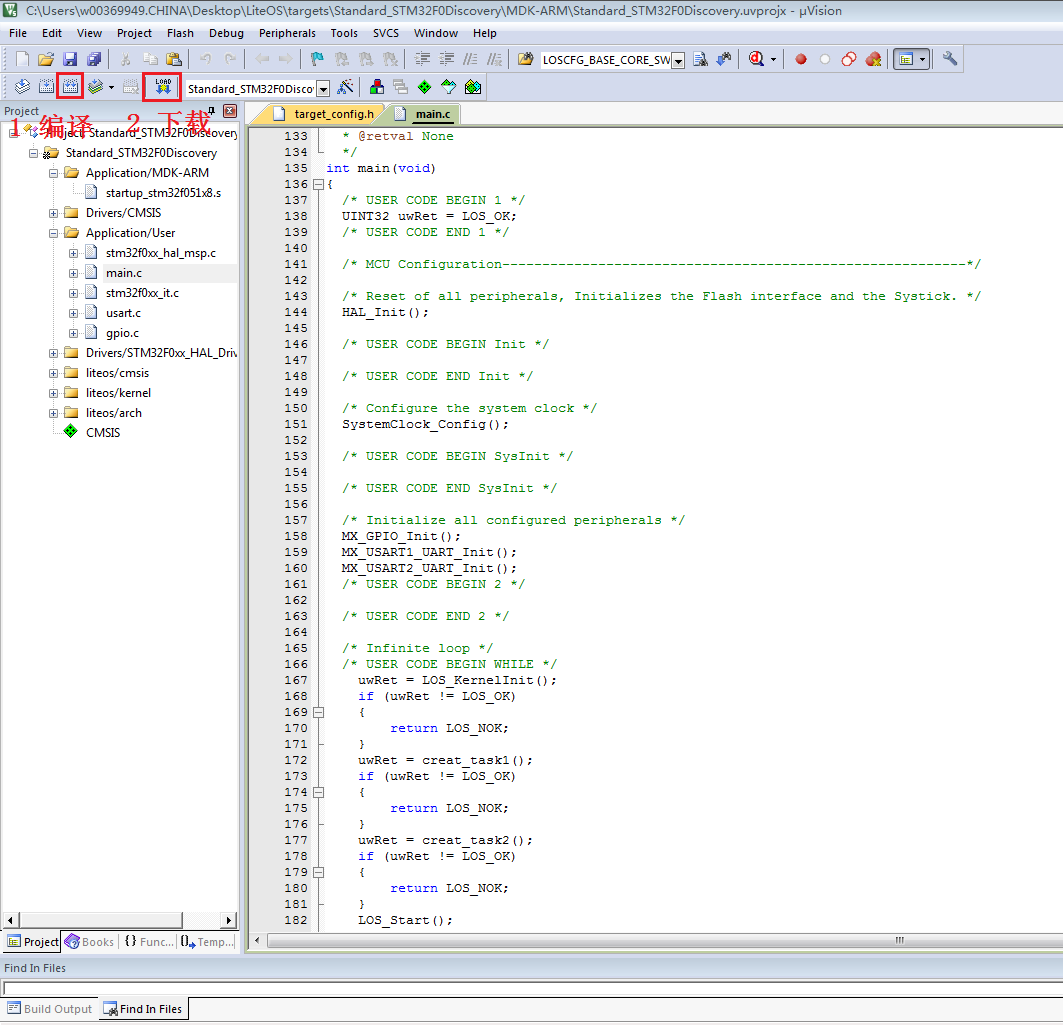 C:\Users\w00369949.CHINA\Desktop\LiteOS\targets\Standard_STM32F0Discovery\MDK-ARM\Standard_STM32F0Discovery.uvprojx - µVision
File Edit View Project Flash Debug Peripherals Tools SVCS Window Help
LOSCFG_BASE_CORE_SW
LOAD Standard_STM32F0Disco
Project
1 编译 2 下载
Project: Standard_STM32F0Discovery
Standard_STM32F0Discovery
Application/MDK-ARM
startup_stm32f051x8.s
Drivers/CMSIS
Application/User
stm32f0xx_hal_msp.c
main.c
stm32f0xx_it.c
usart.c
gpio.c
Drivers/STM32F0xx_HAL_Driv
liteos/cmsis
liteos/kernel
liteos/arch
CMSIS
Project Books {} Func... Temp...
target_config.h main.c
133 * @retval None
134 */
135 int main(void)
136 {
137 /* USER CODE BEGIN 1 */
138 UINT32 uwRet = LOS_OK;
139 /* USER CODE END 1 */
140
141 /* MCU Configuration----------------------------------------------------------*/
142
143 /* Reset of all peripherals, Initializes the Flash interface and the Systick. */
144 HAL_Init();
145
146 /* USER CODE BEGIN Init */
147
148 /* USER CODE END Init */
149
150 /* Configure the system clock */
151 SystemClock_Config();
152
153 /* USER CODE BEGIN SysInit */
154
155 /* USER CODE END SysInit */
156
157 /* Initialize all configured peripherals */
158 MX_GPIO_Init();
159 MX_USART1_UART_Init();
160 MX_USART2_UART_Init();
161 /* USER CODE BEGIN 2 */
162
163 /* USER CODE END 2 */
164
165 /* Infinite loop */
166 /* USER CODE BEGIN WHILE */
167 uwRet = LOS_KernelInit();
168 if (uwRet != LOS_OK)
169 {
170 return LOS_NOK;
171 }
172 uwRet = creat_task1();
173 if (uwRet != LOS_OK)
174 {
175 return LOS_NOK;
176 }
177 uwRet = creat_task2();
178 if (uwRet != LOS_OK)
179 {
180 return LOS_NOK;
181 }
182 LOS_Start();
Find In Files
Build Output Find In Files